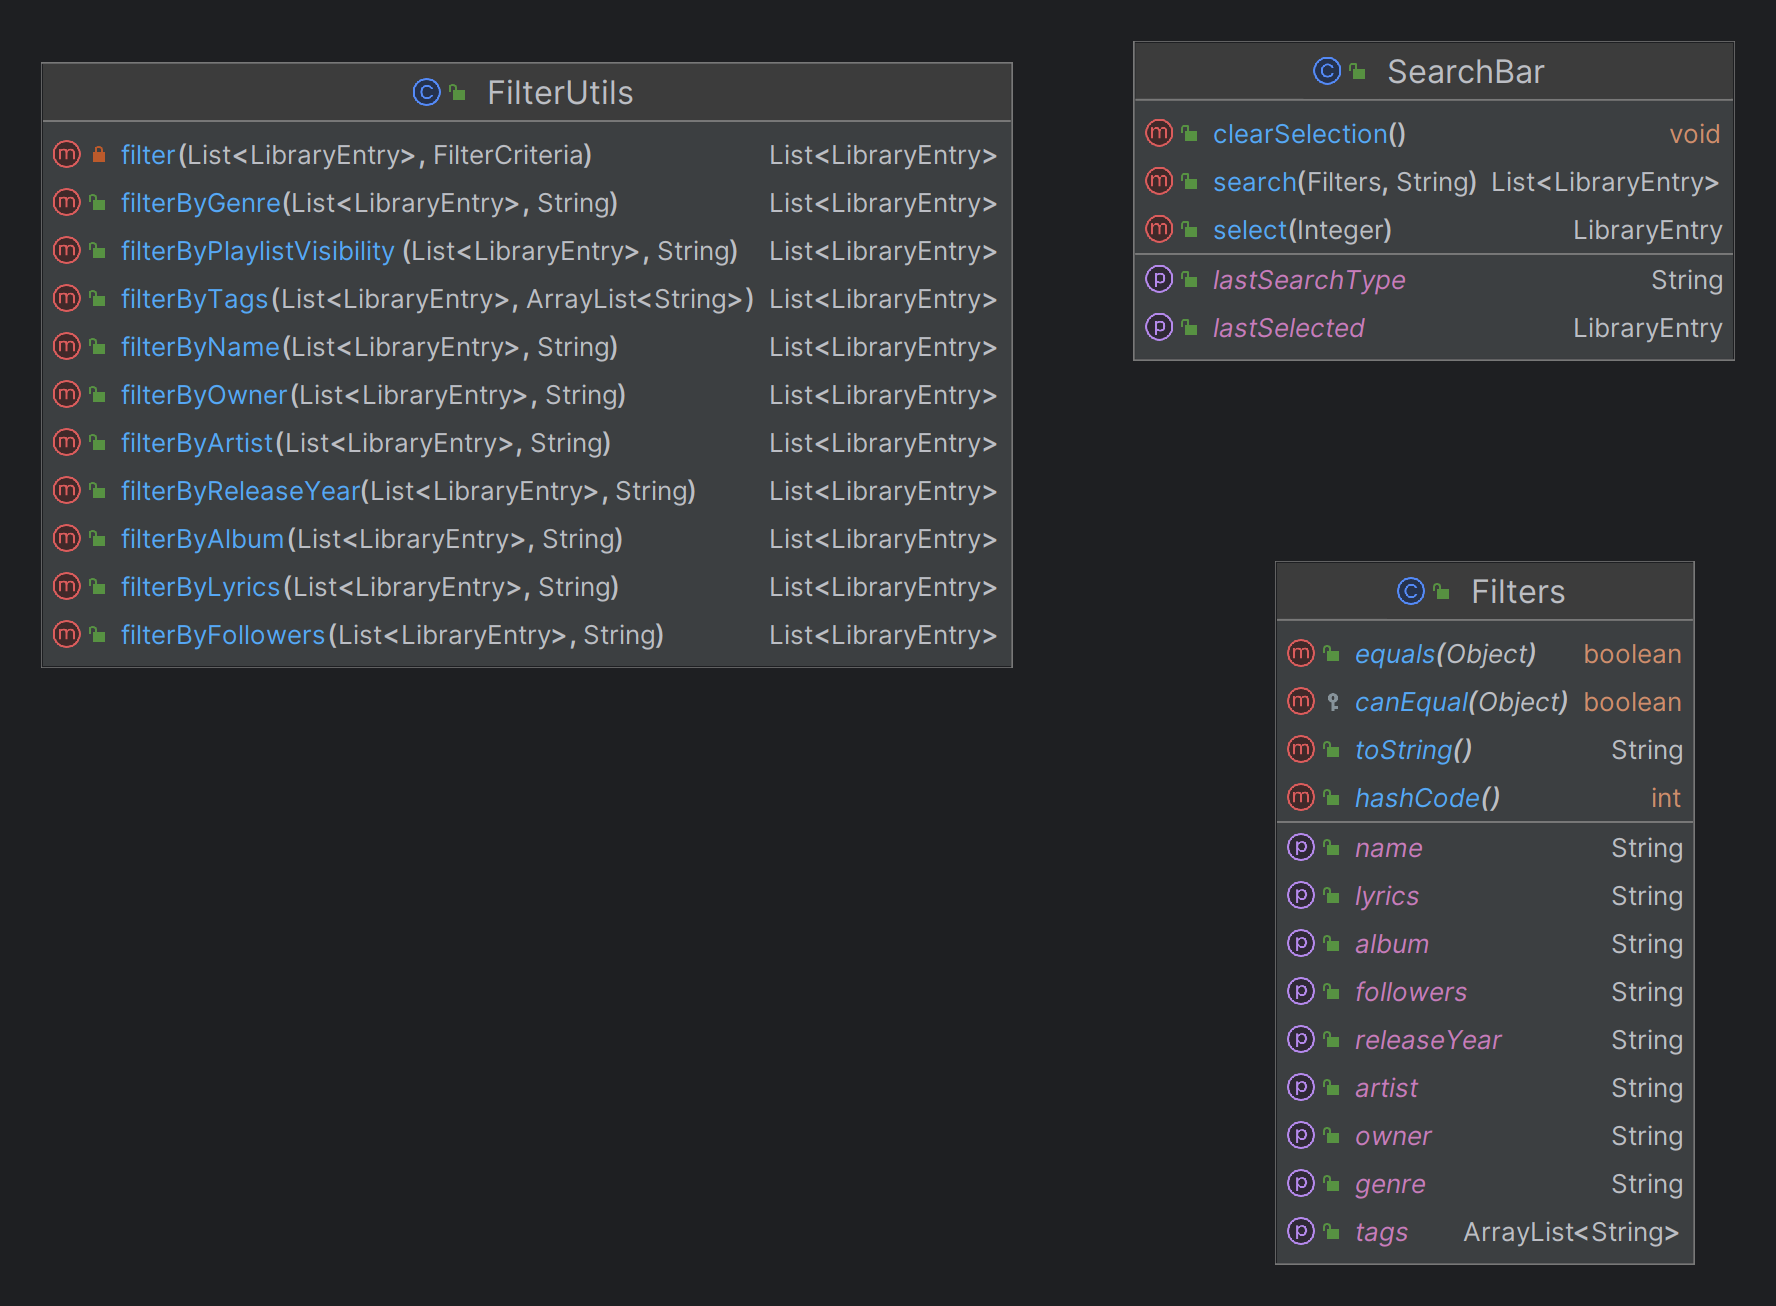 FilterUtils
filter(List<LibraryEntry>, FilterCriteria) List<LibraryEntry>
filterByGenre(List<LibraryEntry>, String) List<LibraryEntry>
filterByPlaylistVisibility (List<LibraryEntry>, String) List<LibraryEntry>
filterByTags(List<LibraryEntry>, ArrayList<String>) List<LibraryEntry>
filterByName(List<LibraryEntry>, String) List<LibraryEntry>
filterByOwner(List<LibraryEntry>, String) List<LibraryEntry>
filterByArtist(List<LibraryEntry>, String) List<LibraryEntry>
filterByReleaseYear(List<LibraryEntry>, String) List<LibraryEntry>
filterByAlbum(List<LibraryEntry>, String) List<LibraryEntry>
filterByLyrics(List<LibraryEntry>, String) List<LibraryEntry>
filterByFollowers(List<LibraryEntry>, String) List<LibraryEntry>
SearchBar
clearSelection() void
search(Filters, String) List<LibraryEntry>
select(Integer) LibraryEntry
lastSearchType String
lastSelected LibraryEntry
Filters
equals(Object) boolean
canEqual(Object) boolean
toString() String
hashCode() int
name String
lyrics String
album String
followers String
releaseYear String
artist String
owner String
genre String
tags ArrayList<String>